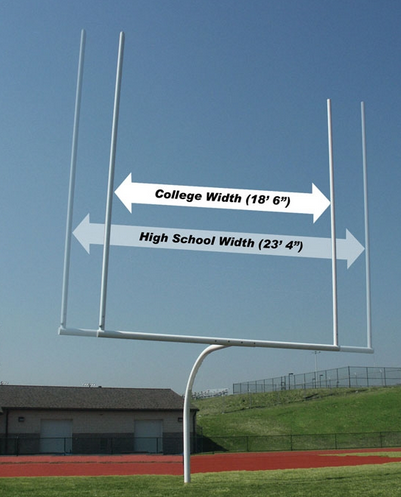 College Width (18’ 6”)
High School Width (23’ 4”)